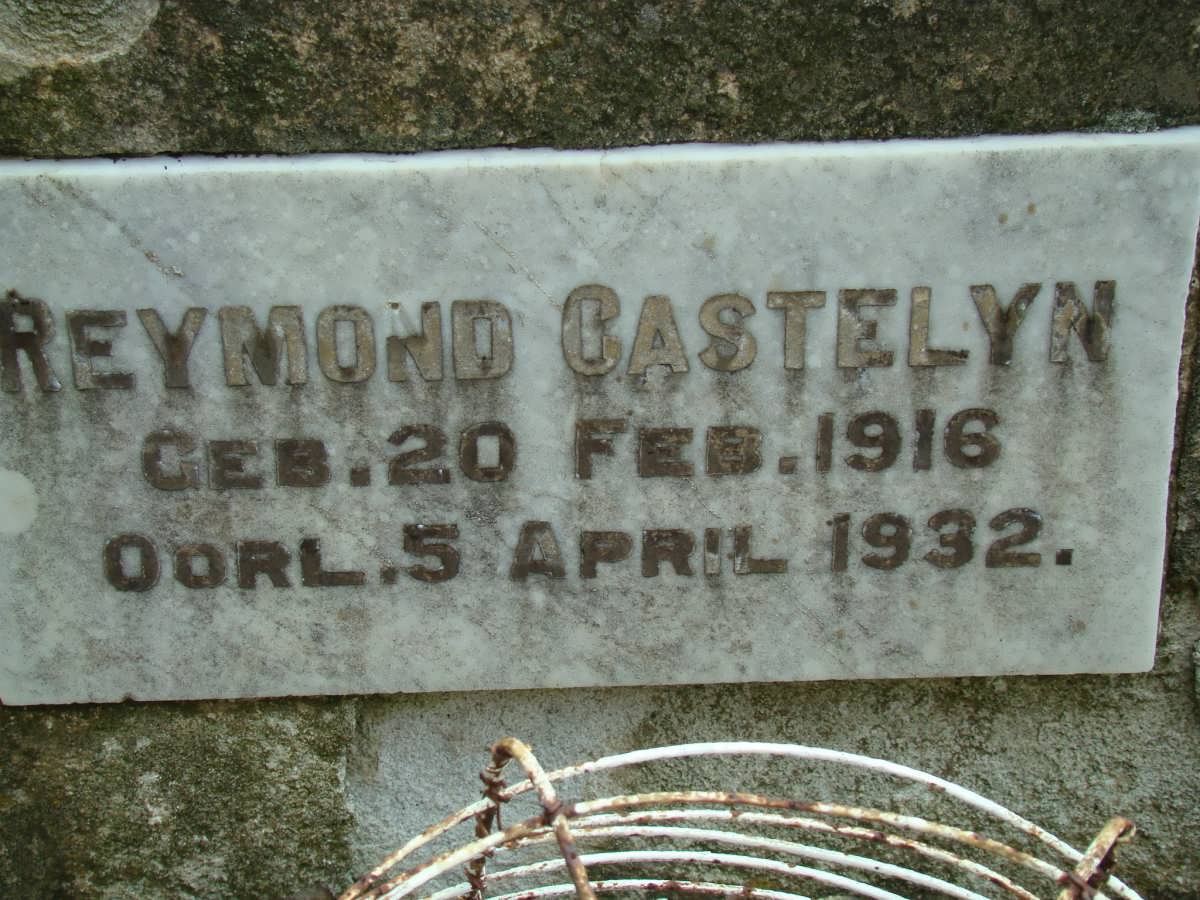 REYMOND CASTELYN
GEB. 20 FEB. 1916
OORL. 5 APRIL 1932.